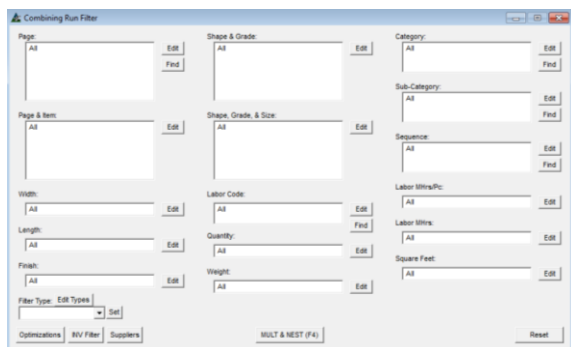 Combining Run Filter
Page:
All
Edit
Find
Page & Item:
All
Edit
Width:
All
Edit
Length:
All
Edit
Finish:
All
Edit
Filter Type: Edit Types
Set
Shape & Grade:
All
Edit
Shape, Grade, & Size:
All
Edit
Labor Code:
All
Edit
Find
Quantity:
All
Edit
Weight:
All
Edit
Category:
All
Edit
Find
Sub-Category:
All
Edit
Find
Sequence:
All
Edit
Find
Labor MHrs/Pc:
All
Edit
Labor MHrs:
All
Edit
Square Feet:
All
Edit
Optimizations INV Filter Suppliers MULT & NEST (F4) Reset